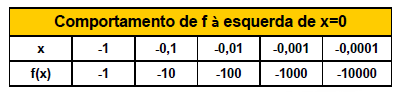 Comportamento de f à esquerda de x=0
x -1 -0,1 -0,01 -0,001 -0,0001
f(x) -1 -10 -100 -1000 -10000